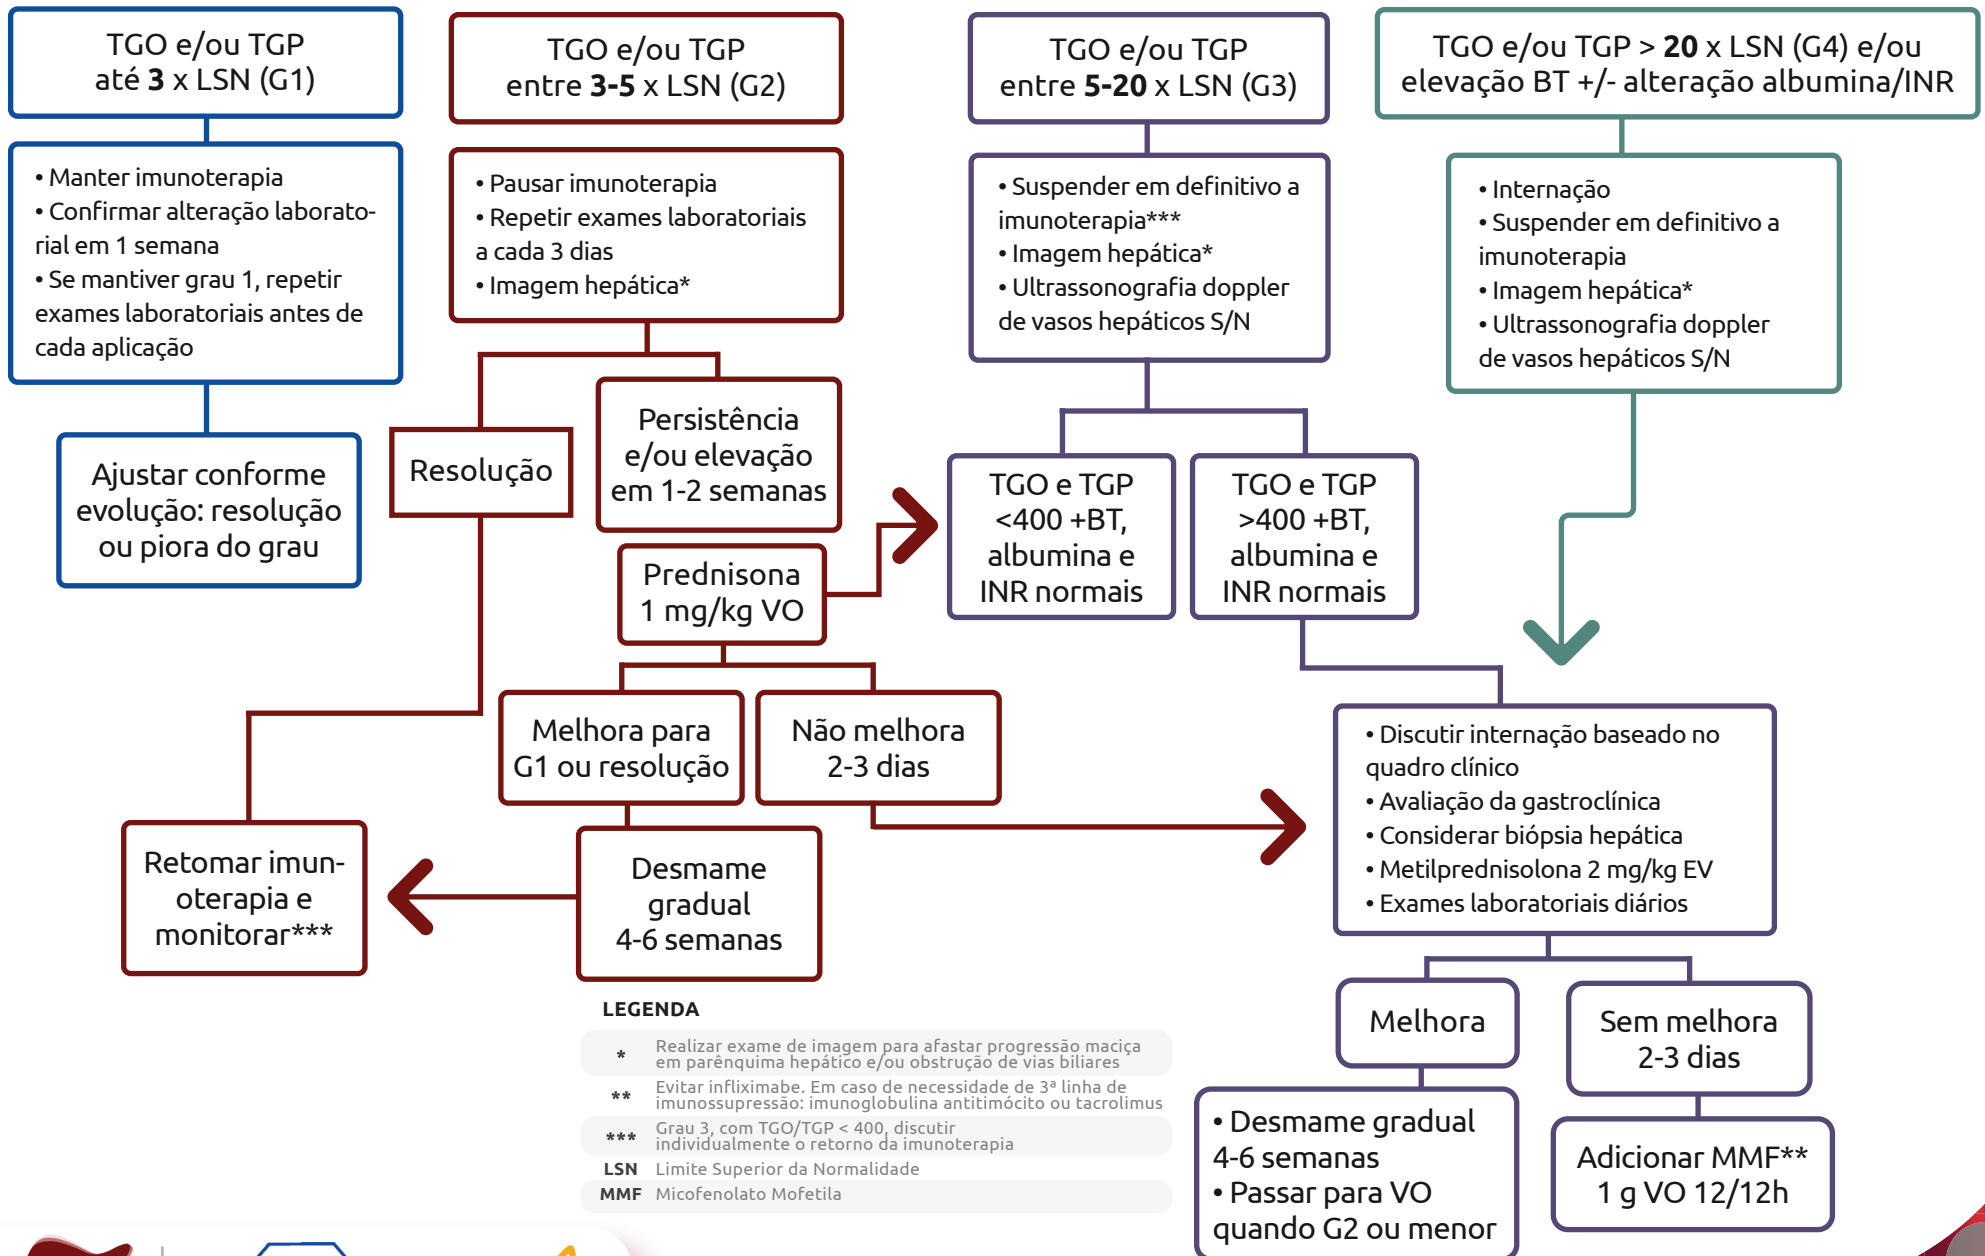 TGO e/ou TGP
até 3 x LSN (G1)
• Manter imunoterapia
• Confirmar alteração laborato-
rial em 1 semana
• Se mantiver grau 1, repetir
exames laboratoriais antes de
cada aplicação
Ajustar conforme
evolução: resolução
ou piora do grau
TGO e/ou TGP
entre 3-5 x LSN (G2)
• Pausar imunoterapia
• Repetir exames laboratoriais
a cada 3 dias
• Imagem hepática*
Resolução
Persistência
e/ou elevação
em 1-2 semanas
Prednisona
1 mg/kg VO
Melhora para
G1 ou resolução
Não melhora
2-3 dias
Desmame
gradual
4-6 semanas
Retomar imun-
oterapia e
monitorar***
TGO e/ou TGP
entre 5-20 x LSN (G3)
• Suspender em definitivo a
imunoterapia***
• Imagem hepática*
• Ultrassonografia doppler
de vasos hepáticos S/N
TGO e TGP
<400 +BT,
albumina e
INR normais
TGO e TGP
>400 +BT,
albumina e
INR normais
TGO e/ou TGP > 20 x LSN (G4) e/ou
elevação BT +/- alteração albumina/INR
• Internação
• Suspender em definitivo a
imunoterapia
• Imagem hepática*
• Ultrassonografia doppler
de vasos hepáticos S/N
• Discutir internação baseado no
quadro clínico
• Avaliação da gastroclínica
• Considerar biópsia hepática
• Metilprednisolona 2 mg/kg EV
• Exames laboratoriais diários
Melhora
Sem melhora
2-3 dias
• Desmame gradual
4-6 semanas
• Passar para VO
quando G2 ou menor
Adicionar MMF**
1 g VO 12/12h
LEGENDA
* Realizar exame de imagem para afastar progressão maciça
em parênquima hepático e/ou obstrução de vias biliares
** Evitar infliximabe. Em caso de necessidade de 3ª linha de
imunossupressão: imunoglobulina antitimócito ou tacrolimus
*** Grau 3, com TGO/TGP < 400, discutir
individualmente o retorno da imunoterapia
LSN Limite Superior da Normalidade
MMF Micofenolato Mofetila